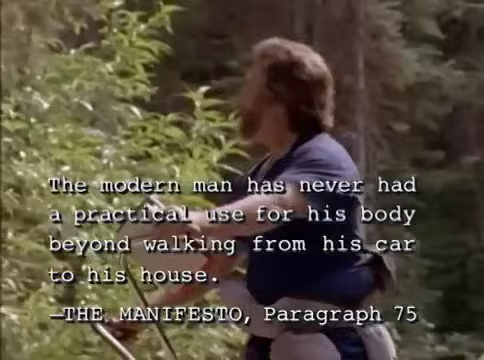 The modern man has never had
a practical use for his body
beyond walking from his car
to his house.
—THE MANIFESTO, Paragraph 75